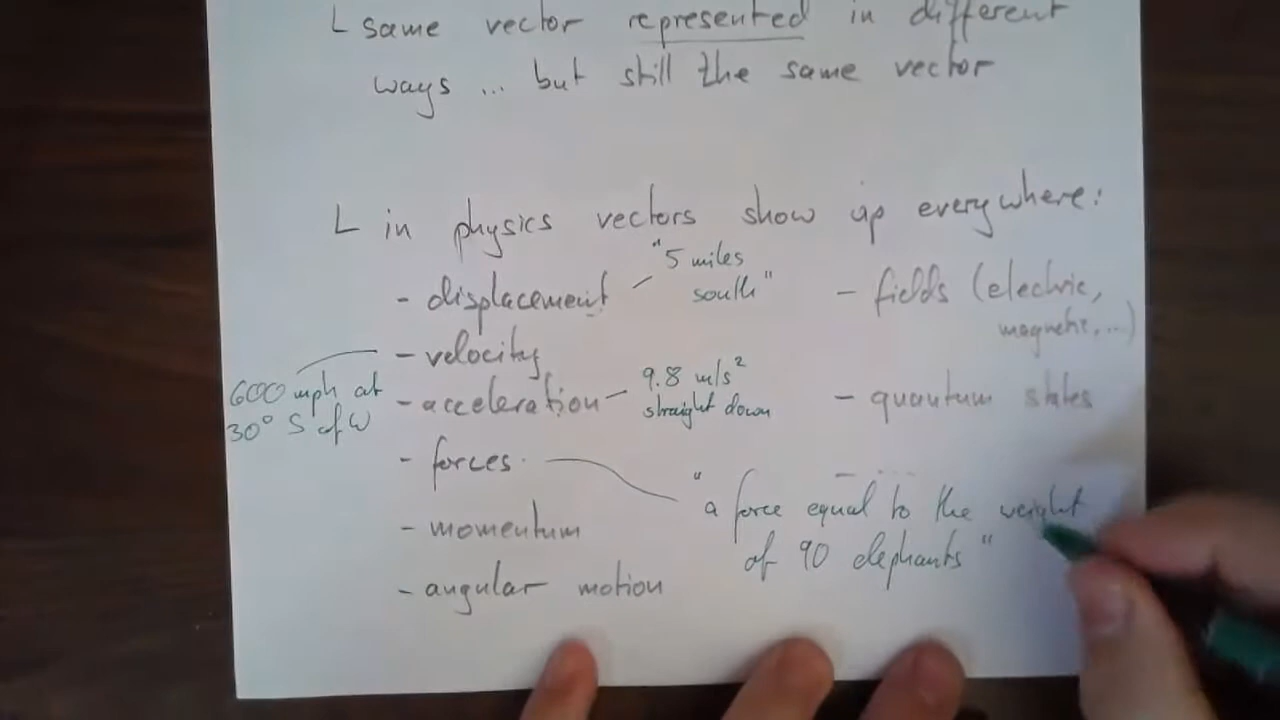 L same vector represented in different
ways ... but still the same vector
L in physics vectors show up everywhere:
- displacement
"5 miles
south"
- velocity
600 mph at
30° S of W
- acceleration
9.8 m/s²
straight down
- forces
"a force equal to the weight
of 90 elephants"
- momentum
- angular motion
- fields (electric,
magnetic, ...)
- quantum states
- ...